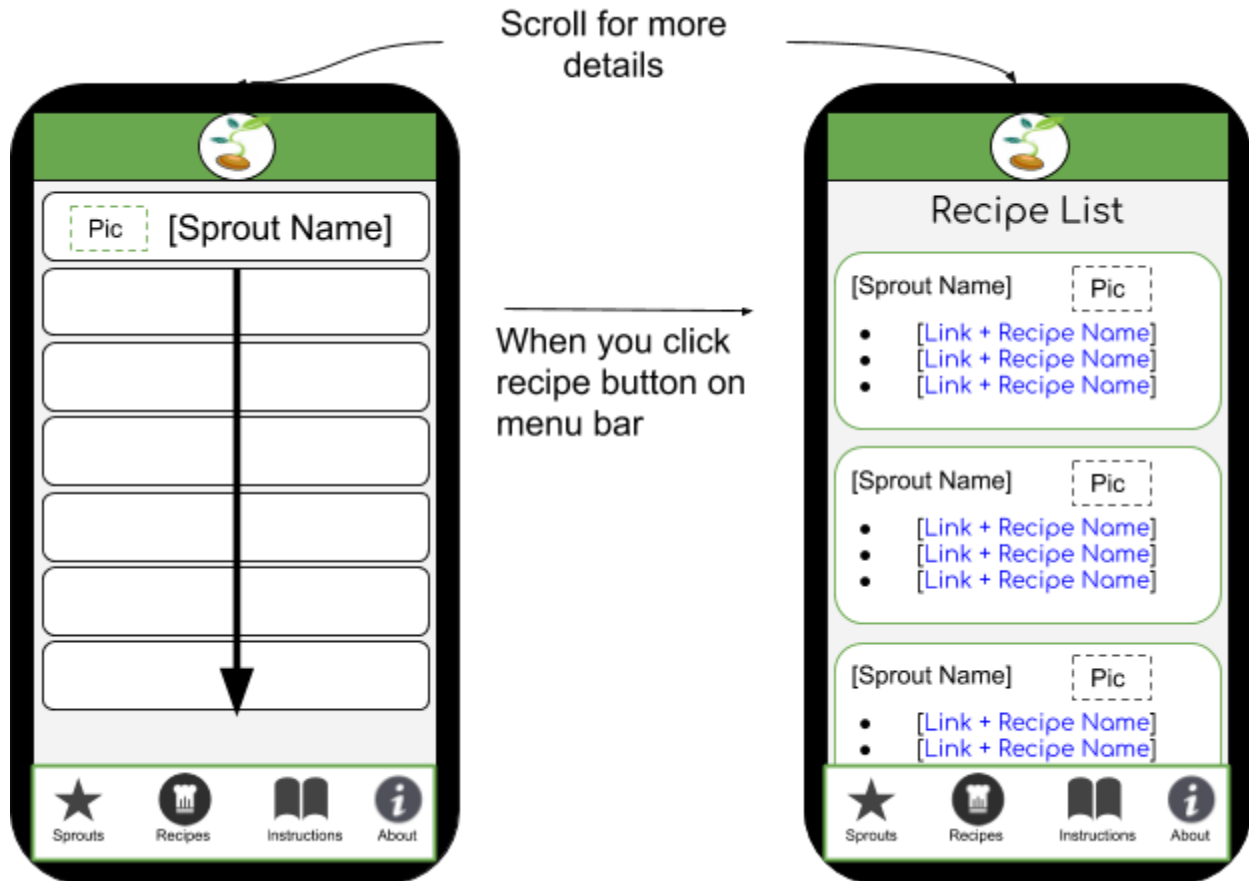 Scroll for more
details
Pic
[Sprout Name]
Sprouts
Recipes
Instructions
About
When you click
recipe button on
menu bar
Recipe List
[Sprout Name]
Pic
[Link + Recipe Name]
[Link + Recipe Name]
[Link + Recipe Name]
[Sprout Name]
Pic
[Link + Recipe Name]
[Link + Recipe Name]
[Link + Recipe Name]
[Sprout Name]
Pic
[Link + Recipe Name]
[Link + Recipe Name]
Sprouts
Recipes
Instructions
About